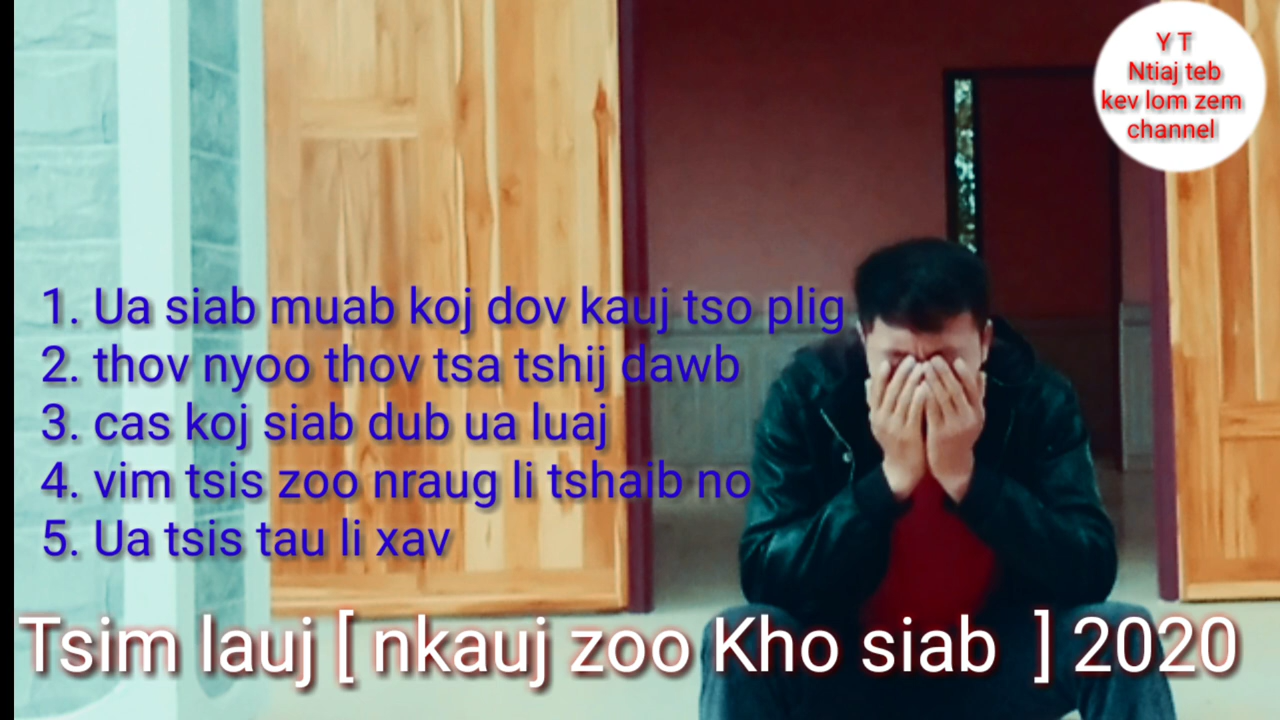 Y T
Ntiaj teb
kev lom zem
channel
1. Ua siab muab koj dov kauj tso plig
2. thov nyoo thov tsa tshij dawb
3. cas koj siab dub ua luaj
4. vim tsis zoo nraug li tshaib no
5. Ua tsis tau li xav
Tsim lauj [ nkauj zoo Kho siab ] 2020